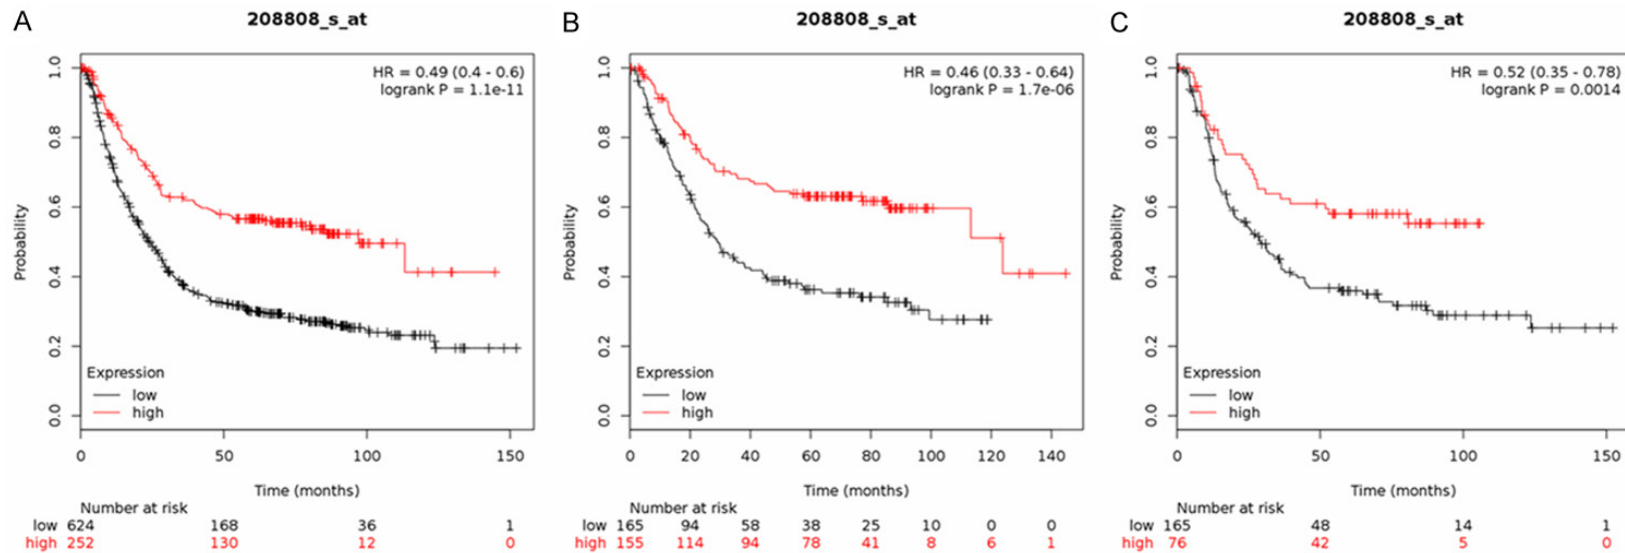 A
208808_s_at
HR = 0.49 (0.4 - 0.6)
logrank P = 1.1e-11
Probability
1.0
0.8
0.6
0.4
0.2
0.0
Expression
low
high
0 50 100 150
Time (months)
Number at risk
low 624 168 36 1
high 252 130 12 0
B
208808_s_at
HR = 0.46 (0.33 - 0.64)
logrank P = 1.7e-06
Probability
1.0
0.8
0.6
0.4
0.2
0.0
Expression
low
high
0 20 40 60 80 100 120 140
Time (months)
Number at risk
low 165 94 58 38 25 10 0 0
high 155 114 94 78 41 8 6 1
C
208808_s_at
HR = 0.52 (0.35 - 0.78)
logrank P = 0.0014
Probability
1.0
0.8
0.6
0.4
0.2
0.0
Expression
low
high
0 50 100 150
Time (months)
Number at risk
low 165 48 14 1
high 76 42 5 0